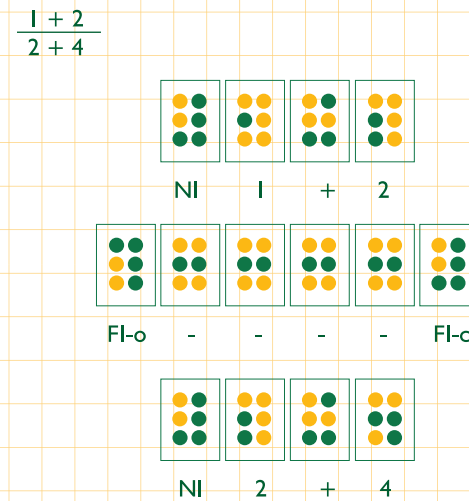 1 + 2
2 + 4
NI 1 + 2
FI-o - - - - FI-o
NI 2 + 4